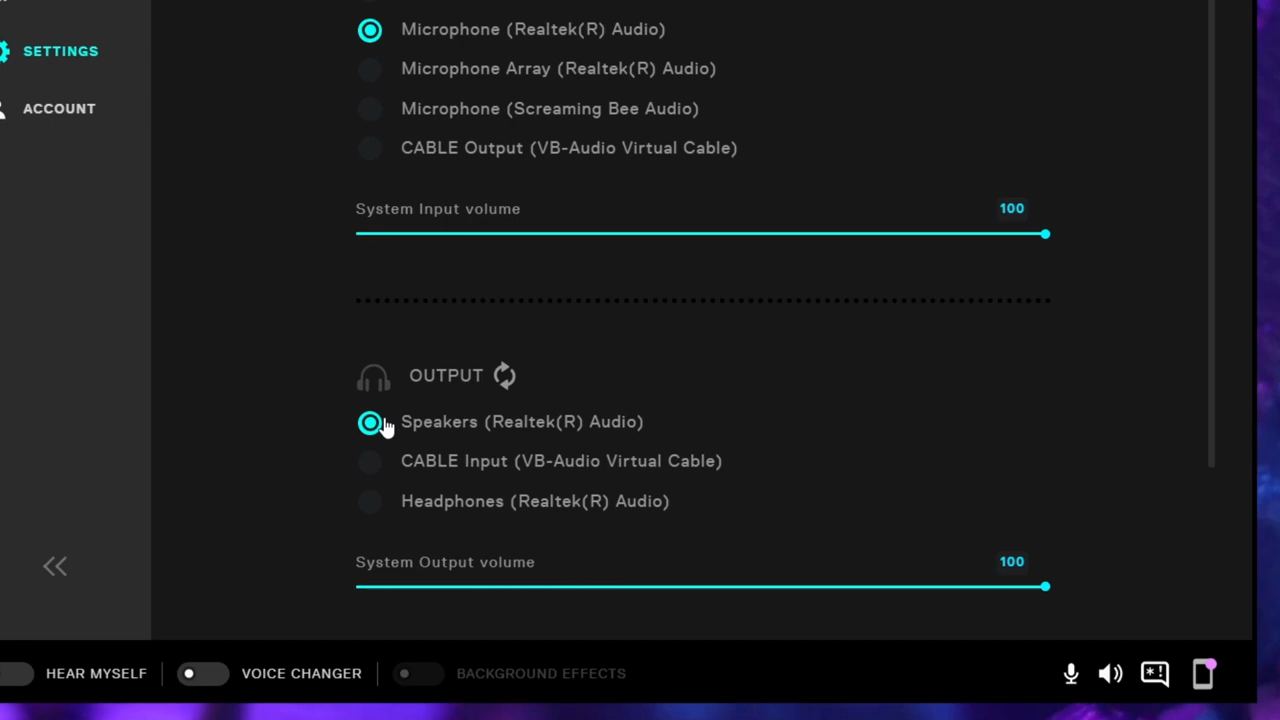 Microphone (Realtek(R) Audio)
SETTINGS
Microphone Array (Realtek(R) Audio)
ACCOUNT
Microphone (Screaming Bee Audio)
CABLE Output (VB-Audio Virtual Cable)
System Input volume 100
OUTPUT
Speakers (Realtek(R) Audio)
CABLE Input (VB-Audio Virtual Cable)
Headphones (Realtek(R) Audio)
System Output volume 100
HEAR MYSELF VOICE CHANGER BACKGROUND EFFECTS